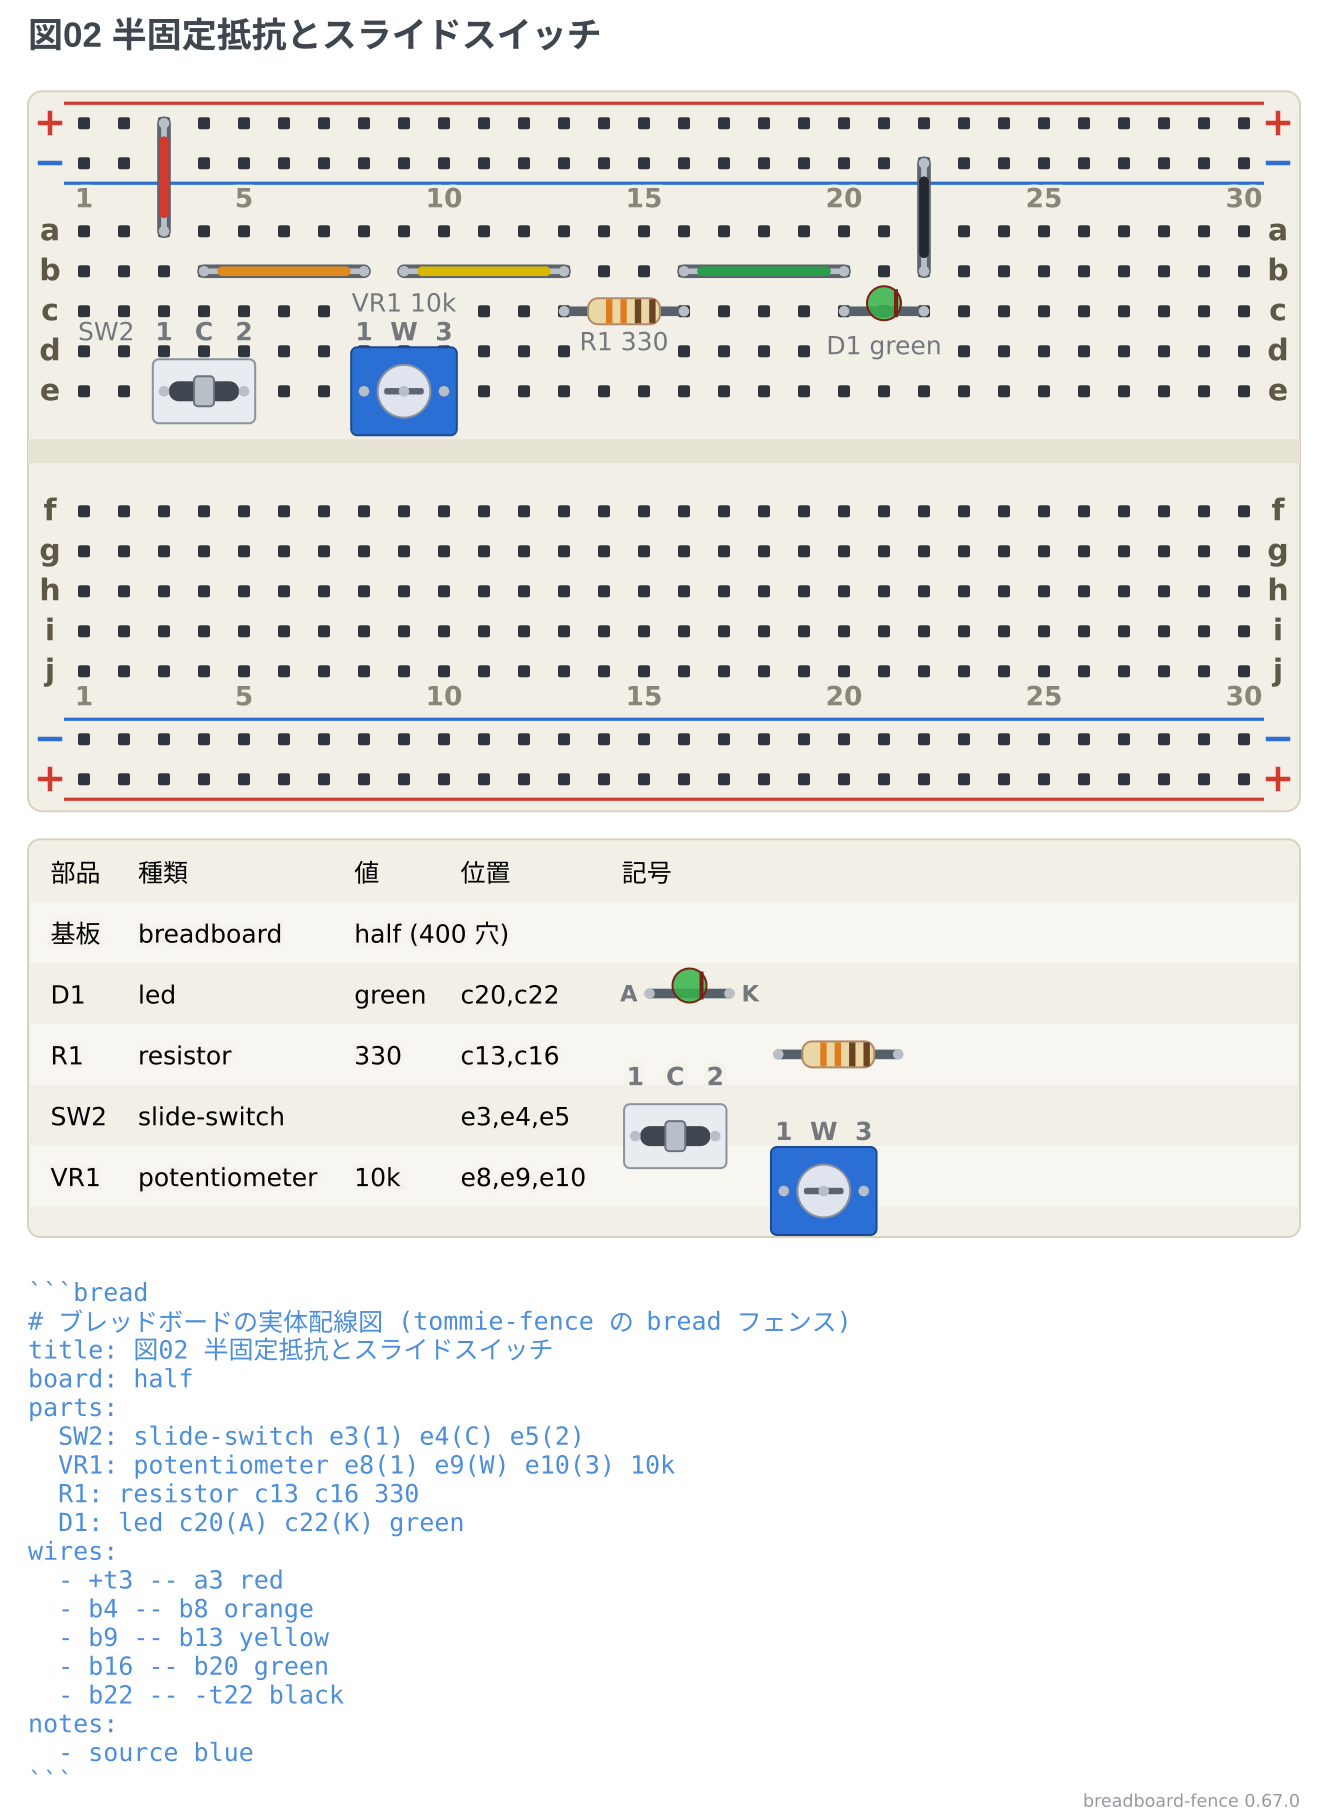 図02 半固定抵抗とスライドスイッチ
+ +
− −
1 5 10 15 20 25 30
a a
b b
VR1 10k
c c
SW2 1 C 2 1 W 3
R1 330
D1 green
d d
e e
f f
g g
h h
i i
j j
1 5 10 15 20 25 30
− −
+ +
部品 種類 値 位置 記号
基板 breadboard half (400 穴)
D1 led green c20,c22 A K
R1 resistor 330 c13,c16
1 C 2
SW2 slide-switch e3,e4,e5
1 W 3
VR1 potentiometer 10k e8,e9,e10
```bread
# ブレッドボードの実体配線図 (tommie-fence の bread フェンス)
title: 図02 半固定抵抗とスライドスイッチ
board: half
parts:
  SW2: slide-switch e3(1) e4(C) e5(2)
  VR1: potentiometer e8(1) e9(W) e10(3) 10k
  R1: resistor c13 c16 330
  D1: led c20(A) c22(K) green
wires:
  - +t3 -- a3 red
  - b4 -- b8 orange
  - b9 -- b13 yellow
  - b16 -- b20 green
  - b22 -- -t22 black
notes:
  - source blue
```
breadboard-fence 0.67.0